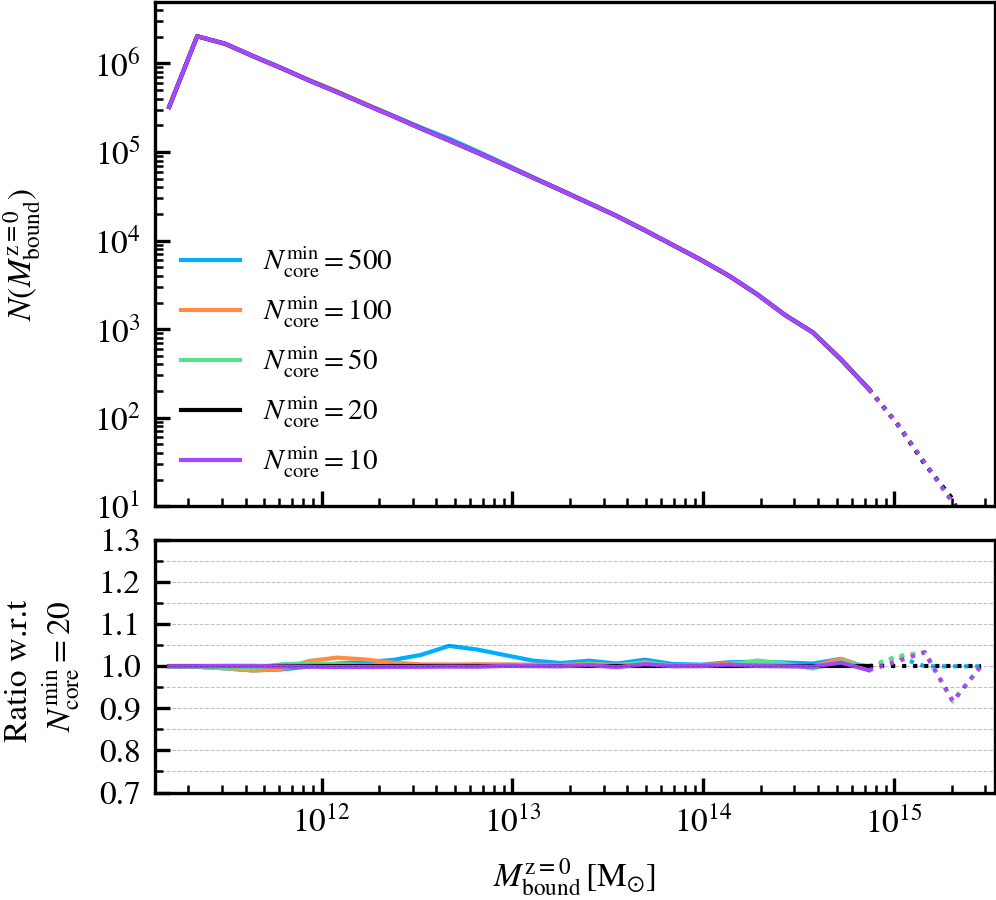 10^6
10^5
10^4
10^3
10^2
10^1
N(M_bound^{z=0})
N_core^min = 500
N_core^min = 100
N_core^min = 50
N_core^min = 20
N_core^min = 10
1.3
1.2
1.1
1.0
0.9
0.8
0.7
Ratio w.r.t
N_core^min = 20
10^12 10^13 10^14 10^15
M_bound^{z=0} [M_⊙]